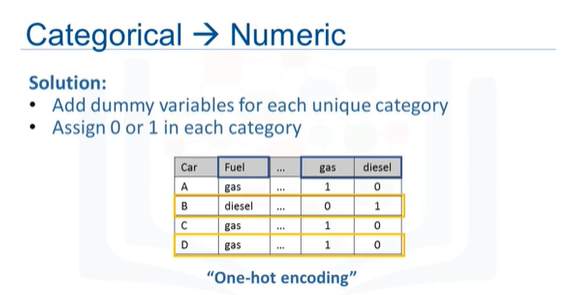 Categorical → Numeric
Solution:
• Add dummy variables for each unique category
• Assign 0 or 1 in each category
Car Fuel ... gas diesel
A gas ... 1 0
B diesel ... 0 1
C gas ... 1 0
D gas ... 1 0
“One-hot encoding”